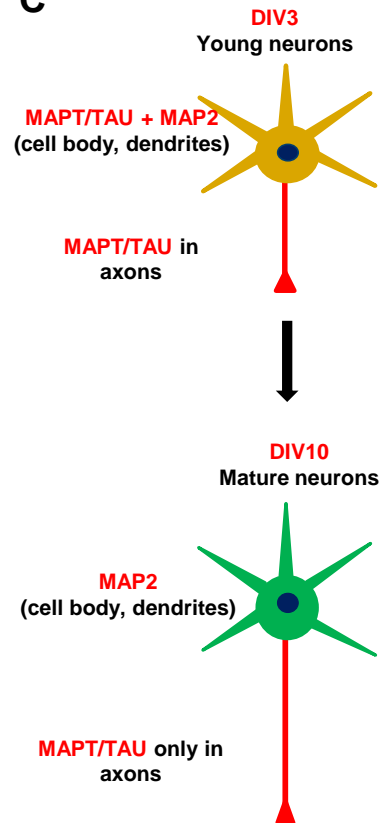 C
DIV3
Young neurons
MAPT/TAU + MAP2
(cell body, dendrites)
MAPT/TAU in
axons
DIV10
Mature neurons
MAP2
(cell body, dendrites)
MAPT/TAU only in
axons